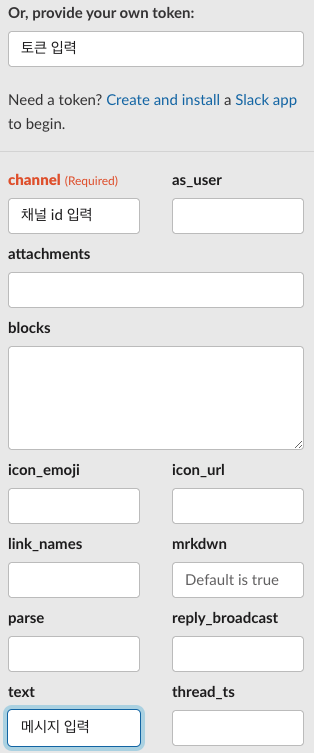 Or, provide your own token:
토큰 입력
Need a token? Create and install a Slack app
to begin.
channel (Required) as_user
채널 id 입력
attachments
blocks
icon_emoji icon_url
link_names mrkdwn
Default is true
parse reply_broadcast
text thread_ts
메시지 입력